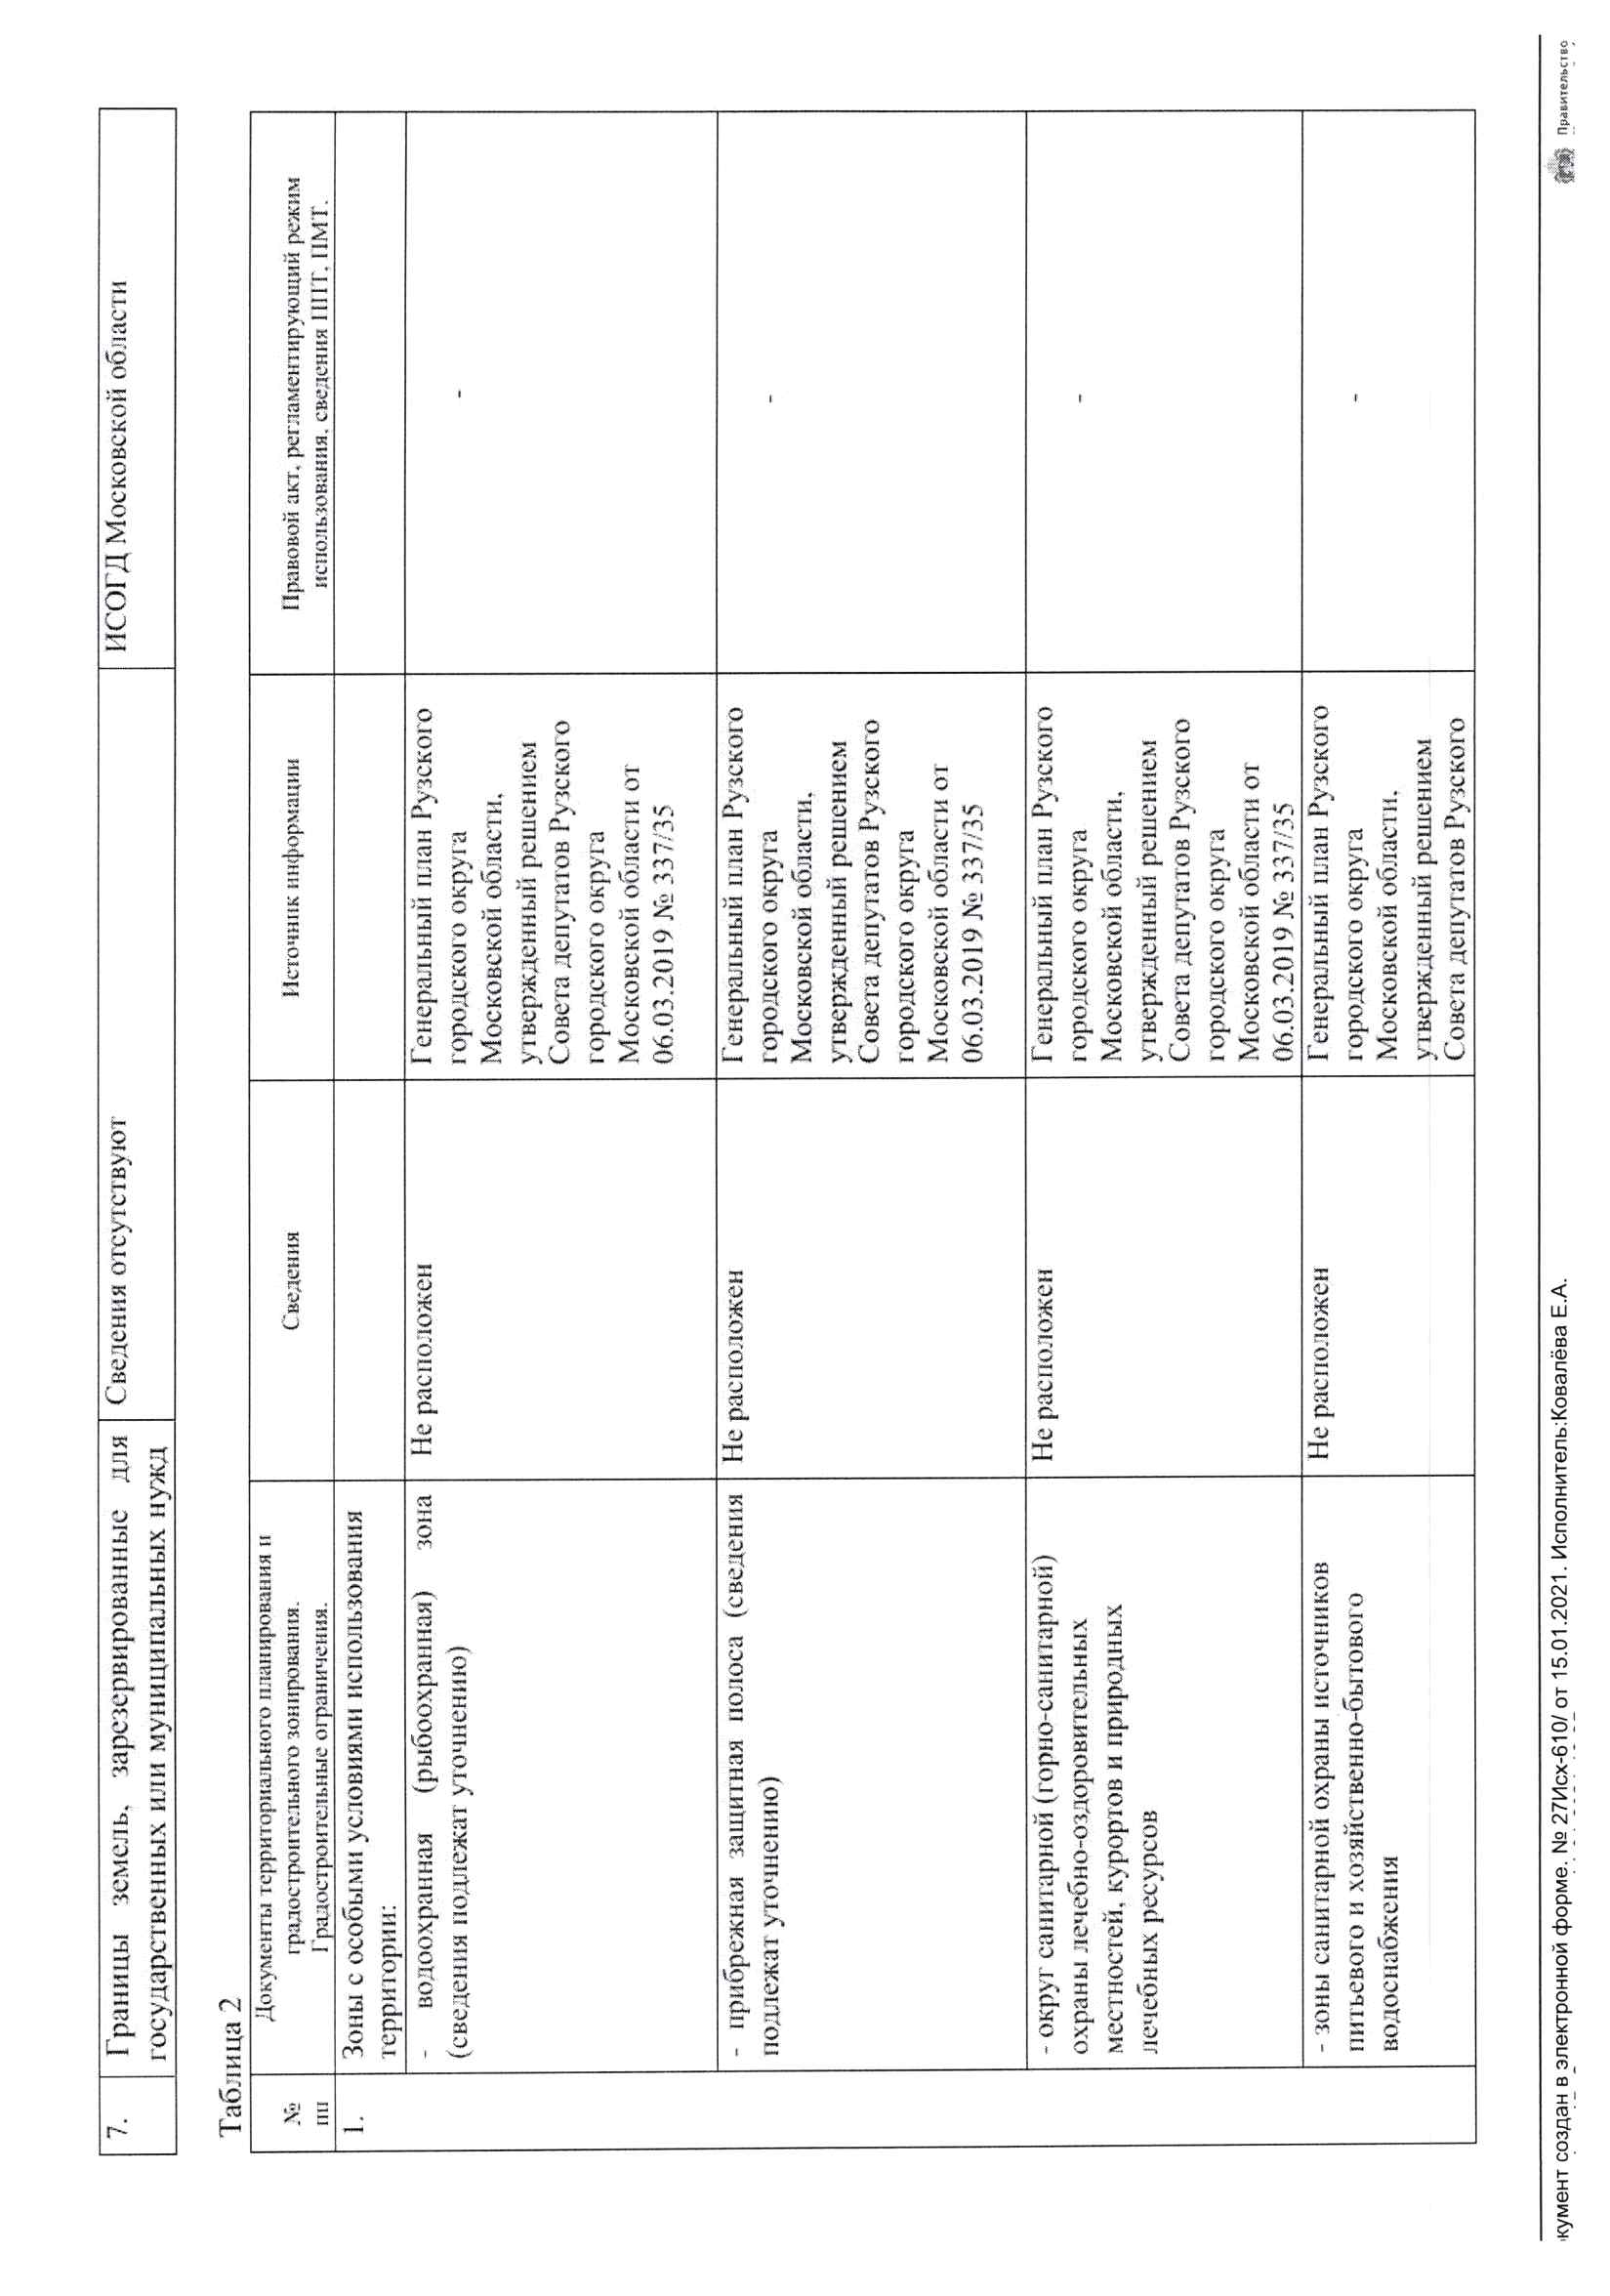 7.
Границы земель, зарезервированные для
государственных или муниципальных нужд
Сведения отсутствуют
ИСОГД Московской области
Таблица 2
№
пп
Документы территориального планирования и
градостроительного зонирования.
Градостроительные ограничения.
Сведения
Источник информации
Правовой акт, регламентирующий режим
использования, сведения ППТ, ПМТ.
1.
Зоны с особыми условиями использования
территории:
- водоохранная (рыбоохранная) зона
(сведения подлежат уточнению)
Не расположен
Генеральный план Рузского
городского округа
Московской области,
утвержденный решением
Совета депутатов Рузского
городского округа
Московской области от
06.03.2019 № 337/35
-
- прибрежная защитная полоса (сведения
подлежат уточнению)
Не расположен
Генеральный план Рузского
городского округа
Московской области,
утвержденный решением
Совета депутатов Рузского
городского округа
Московской области от
06.03.2019 № 337/35
-
- округ санитарной (горно-санитарной)
охраны лечебно-оздоровительных
местностей, курортов и природных
лечебных ресурсов
Не расположен
Генеральный план Рузского
городского округа
Московской области,
утвержденный решением
Совета депутатов Рузского
городского округа
Московской области от
06.03.2019 № 337/35
-
- зоны санитарной охраны источников
питьевого и хозяйственно-бытового
водоснабжения
Не расположен
Генеральный план Рузского
городского округа
Московской области,
утвержденный решением
Совета депутатов Рузского
-
кумент создан в электронной форме. № 27Исх-610/ от 15.01.2021. Исполнитель:Ковалёва Е.А.
Правительство